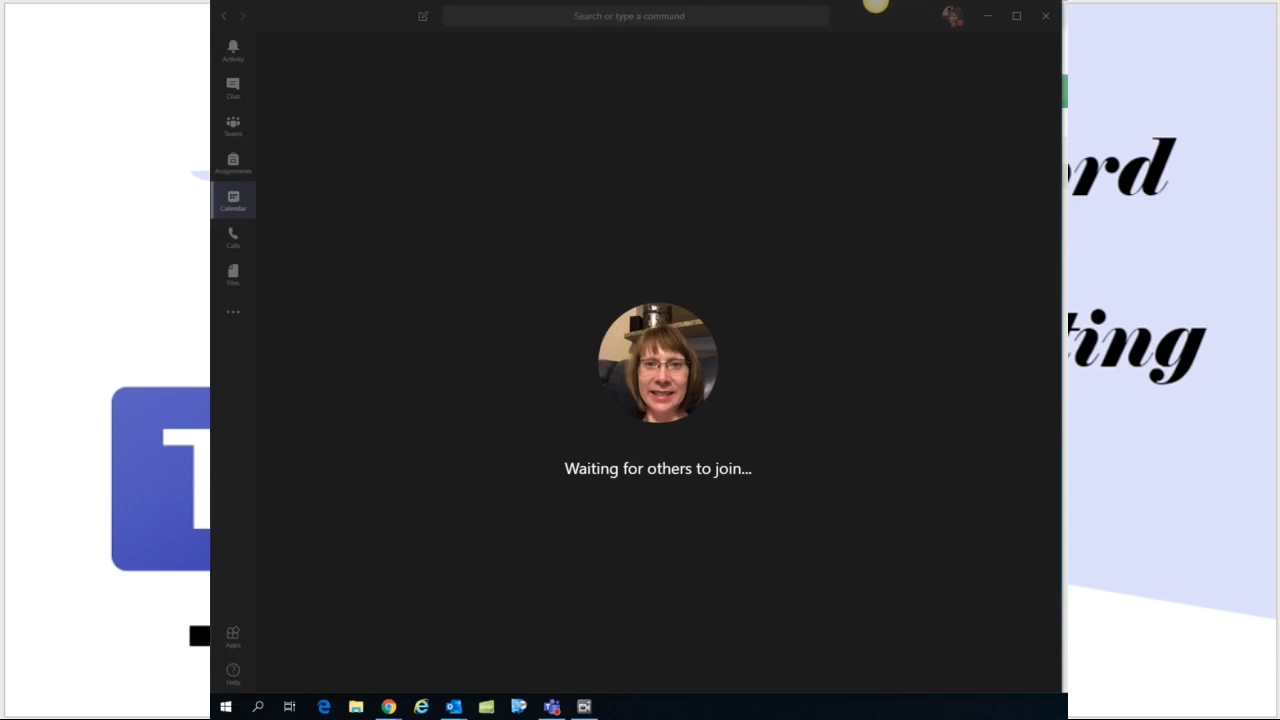 Search or type a command
Activity
Chat
Teams
Assignments
Calendar
Calls
Files
Apps
Help
Waiting for others to join...
ord
ting
T